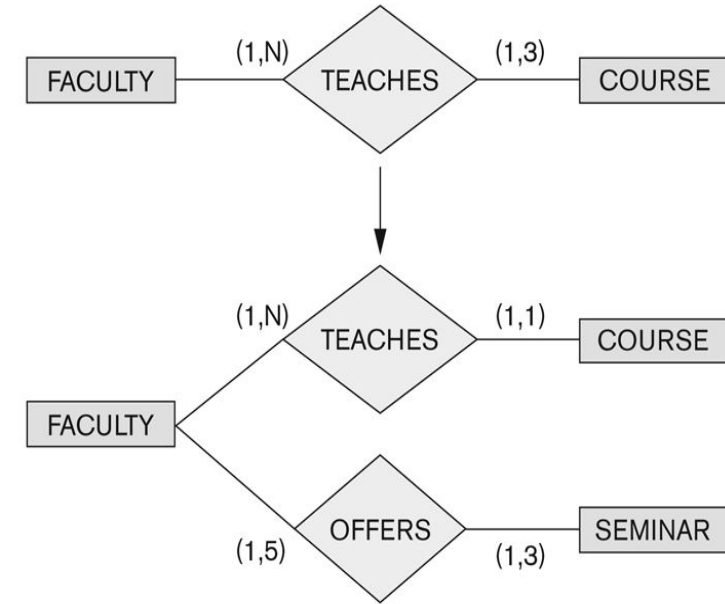 (1,N) (1,3)
FACULTY TEACHES COURSE
(1,N) (1,1)
TEACHES COURSE
FACULTY
OFFERS SEMINAR
(1,5) (1,3)